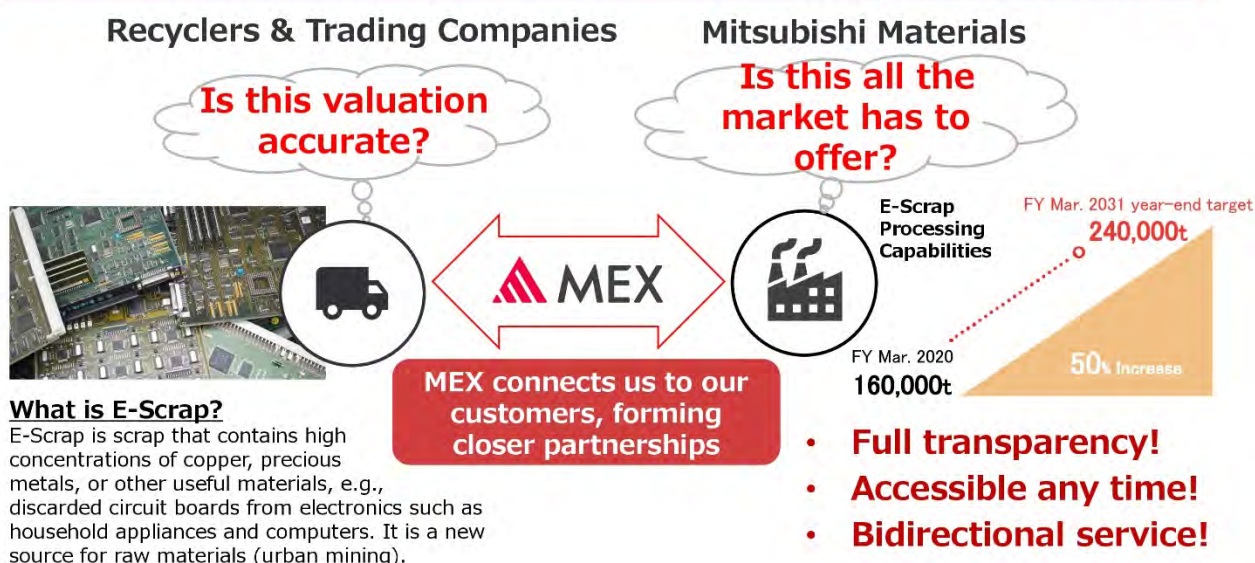 Recyclers & Trading Companies
Mitsubishi Materials
Is this valuation
accurate?
Is this all the
market has to
offer?
MEX
E-Scrap
Processing
Capabilities
FY Mar. 2031 year-end target
240,000t
FY Mar. 2020
160,000t
50% Increase
MEX connects us to our
customers, forming
closer partnerships
What is E-Scrap?
E-Scrap is scrap that contains high
concentrations of copper, precious
metals, or other useful materials, e.g.,
discarded circuit boards from electronics such as
household appliances and computers. It is a new
source for raw materials (urban mining).
• Full transparency!
• Accessible any time!
• Bidirectional service!